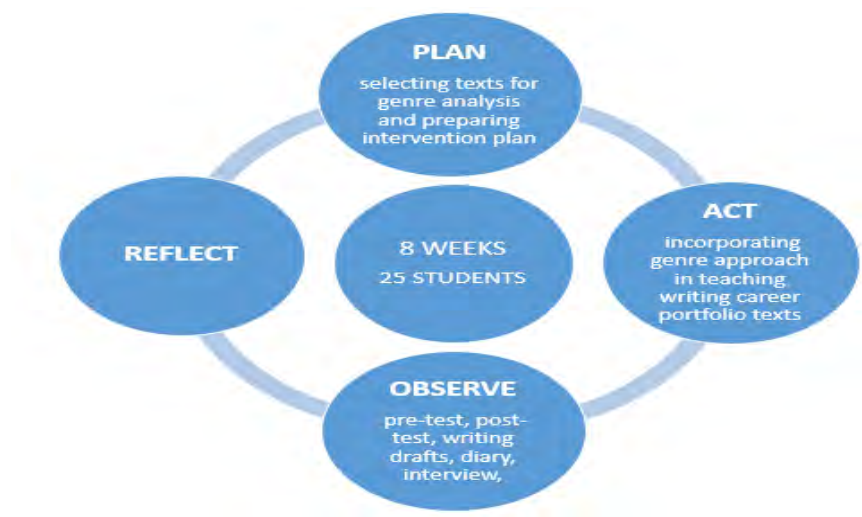 PLAN
selecting texts for
genre analysis
and preparing
intervention plan
REFLECT
8 WEEKS
25 STUDENTS
ACT
incorporating
genre approach
in teaching
writing career
portfolio texts
OBSERVE
pre-test, post-
test, writing
drafts, diary,
interview,